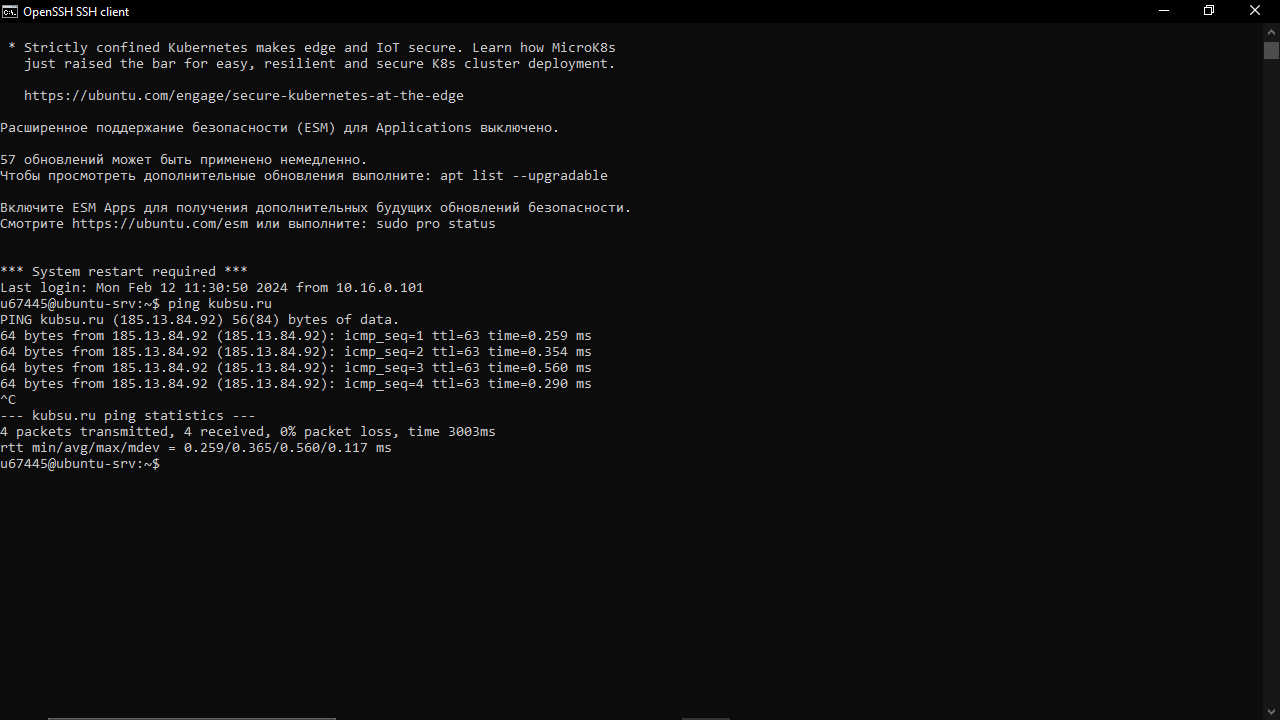 OpenSSH SSH client
* Strictly confined Kubernetes makes edge and IoT secure. Learn how MicroK8s
just raised the bar for easy, resilient and secure K8s cluster deployment.
https://ubuntu.com/engage/secure-kubernetes-at-the-edge
Расширенное поддержание безопасности (ESM) для Applications выключено.
57 обновлений может быть применено немедленно.
Чтобы просмотреть дополнительные обновления выполните: apt list --upgradable
Включите ESM Apps для получения дополнительных будущих обновлений безопасности.
Смотрите https://ubuntu.com/esm или выполните: sudo pro status
*** System restart required ***
Last login: Mon Feb 12 11:30:50 2024 from 10.16.0.101
u67445@ubuntu-srv:~$ ping kubsu.ru
PING kubsu.ru (185.13.84.92) 56(84) bytes of data.
64 bytes from 185.13.84.92 (185.13.84.92): icmp_seq=1 ttl=63 time=0.259 ms
64 bytes from 185.13.84.92 (185.13.84.92): icmp_seq=2 ttl=63 time=0.354 ms
64 bytes from 185.13.84.92 (185.13.84.92): icmp_seq=3 ttl=63 time=0.560 ms
64 bytes from 185.13.84.92 (185.13.84.92): icmp_seq=4 ttl=63 time=0.290 ms
^C
--- kubsu.ru ping statistics ---
4 packets transmitted, 4 received, 0% packet loss, time 3003ms
rtt min/avg/max/mdev = 0.259/0.365/0.560/0.117 ms
u67445@ubuntu-srv:~$